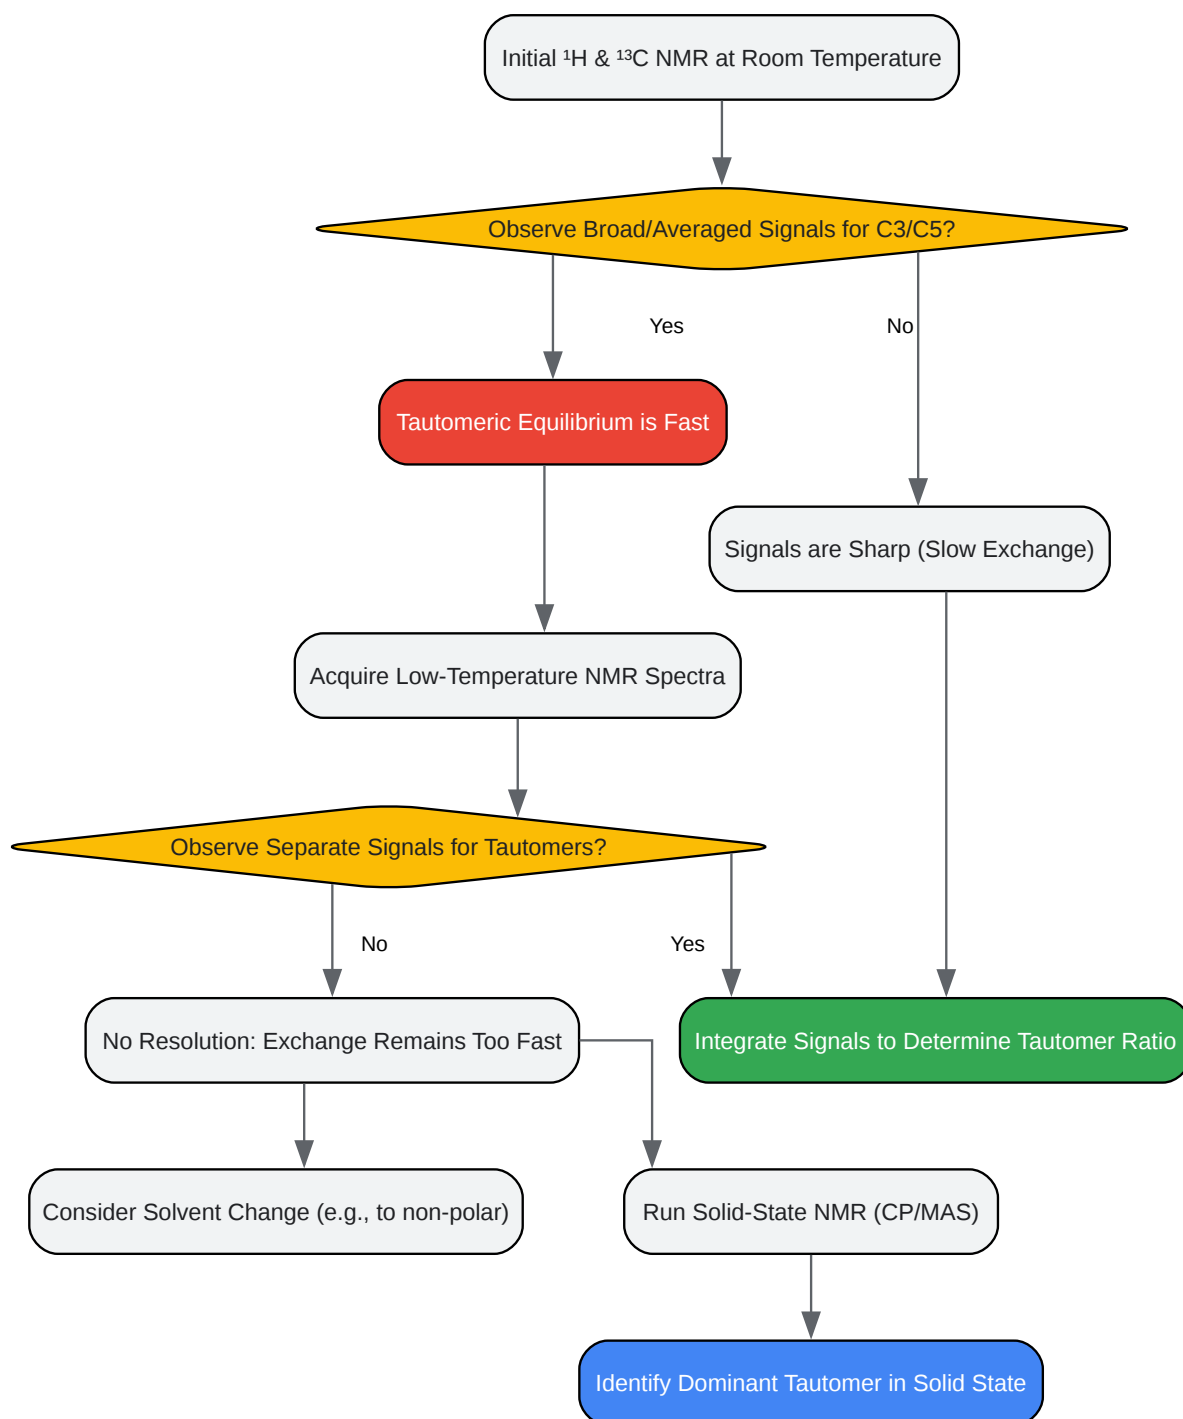 Initial ¹H & ¹³C NMR at Room Temperature
Observe Broad/Averaged Signals for C3/C5?
Yes
No
Tautomeric Equilibrium is Fast
Signals are Sharp (Slow Exchange)
Acquire Low-Temperature NMR Spectra
Observe Separate Signals for Tautomers?
No
Yes
No Resolution: Exchange Remains Too Fast
Integrate Signals to Determine Tautomer Ratio
Consider Solvent Change (e.g., to non-polar)
Run Solid-State NMR (CP/MAS)
Identify Dominant Tautomer in Solid State